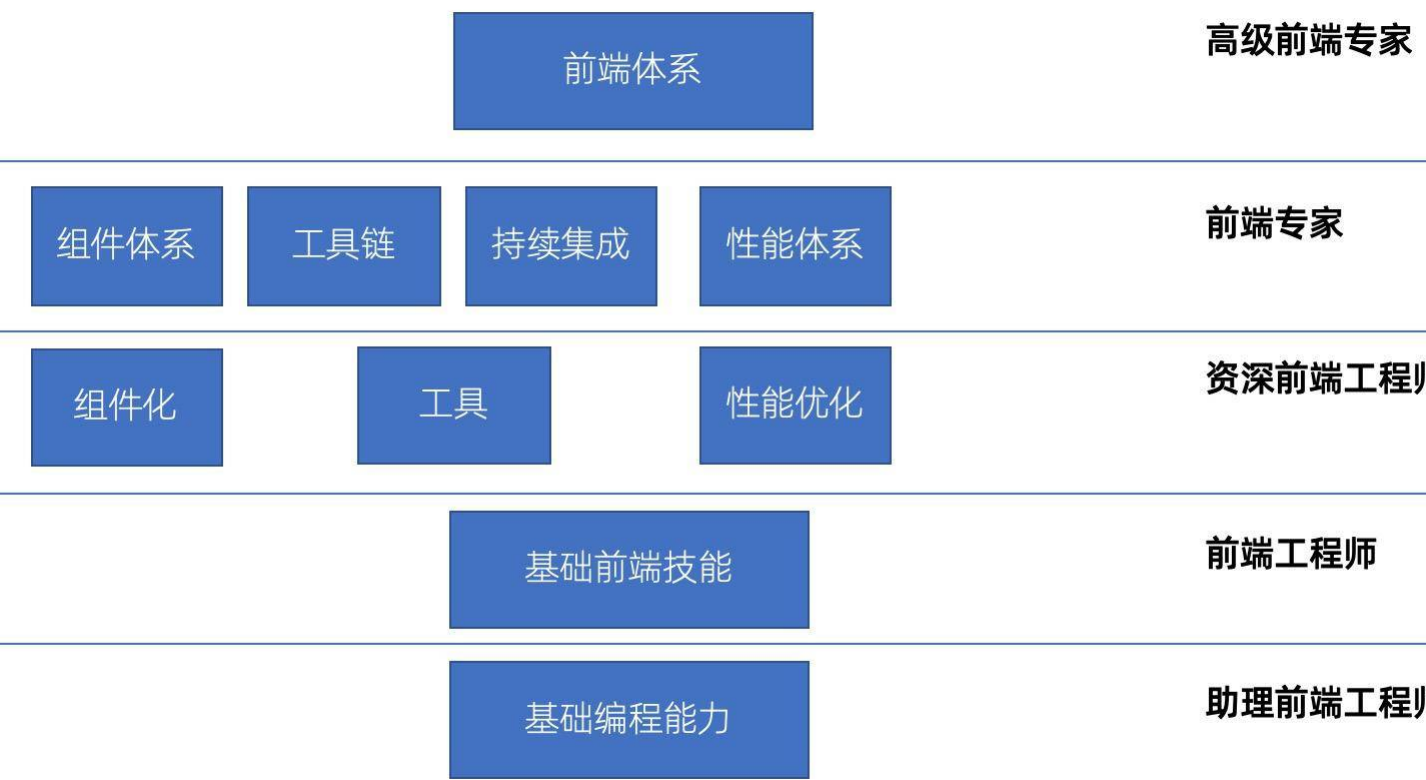 前端体系
高级前端专家
组件体系
工具链
持续集成
性能体系
前端专家
组件化
工具
性能优化
资深前端工程师
基础前端技能
前端工程师
基础编程能力
助理前端工程师